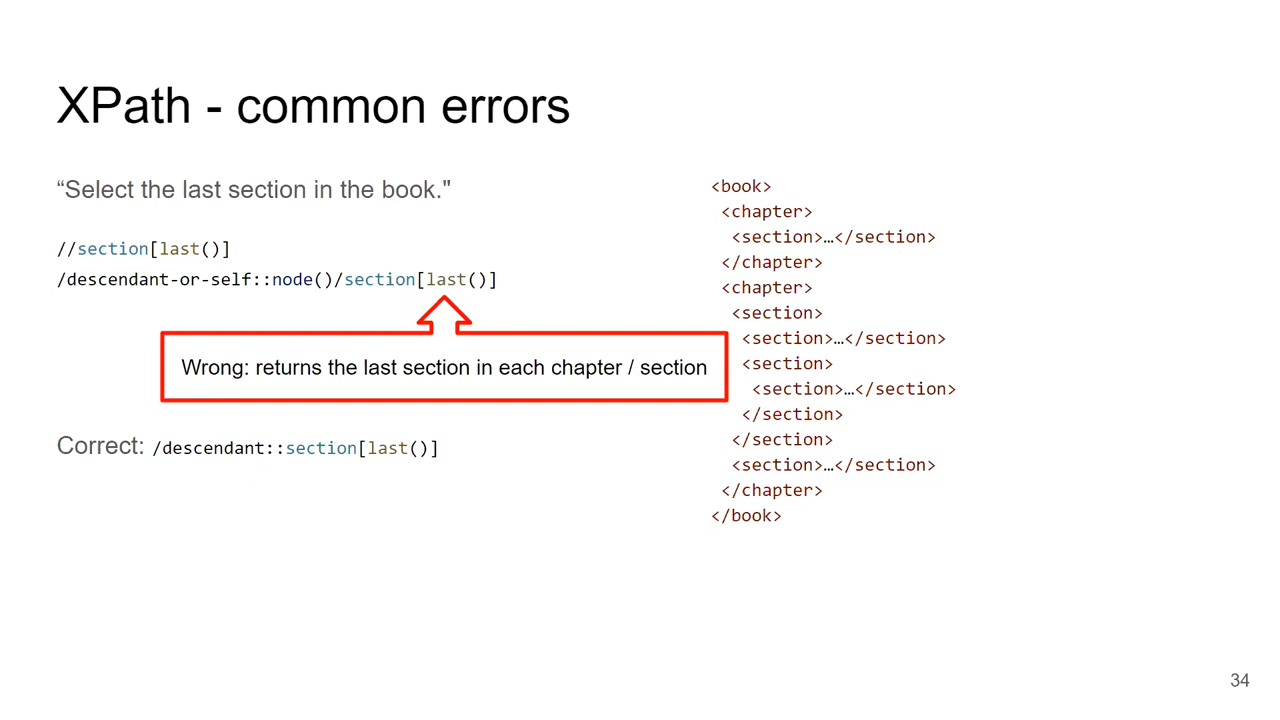 XPath - common errors
“Select the last section in the book."
//section[last()]
/descendant-or-self::node()/section[last()]
Wrong: returns the last section in each chapter / section
Correct: /descendant::section[last()]
<book>
<chapter>
<section>…</section>
</chapter>
<chapter>
<section>
<section>…</section>
<section>
<section>…</section>
</section>
</section>
<section>…</section>
</chapter>
</book>
34